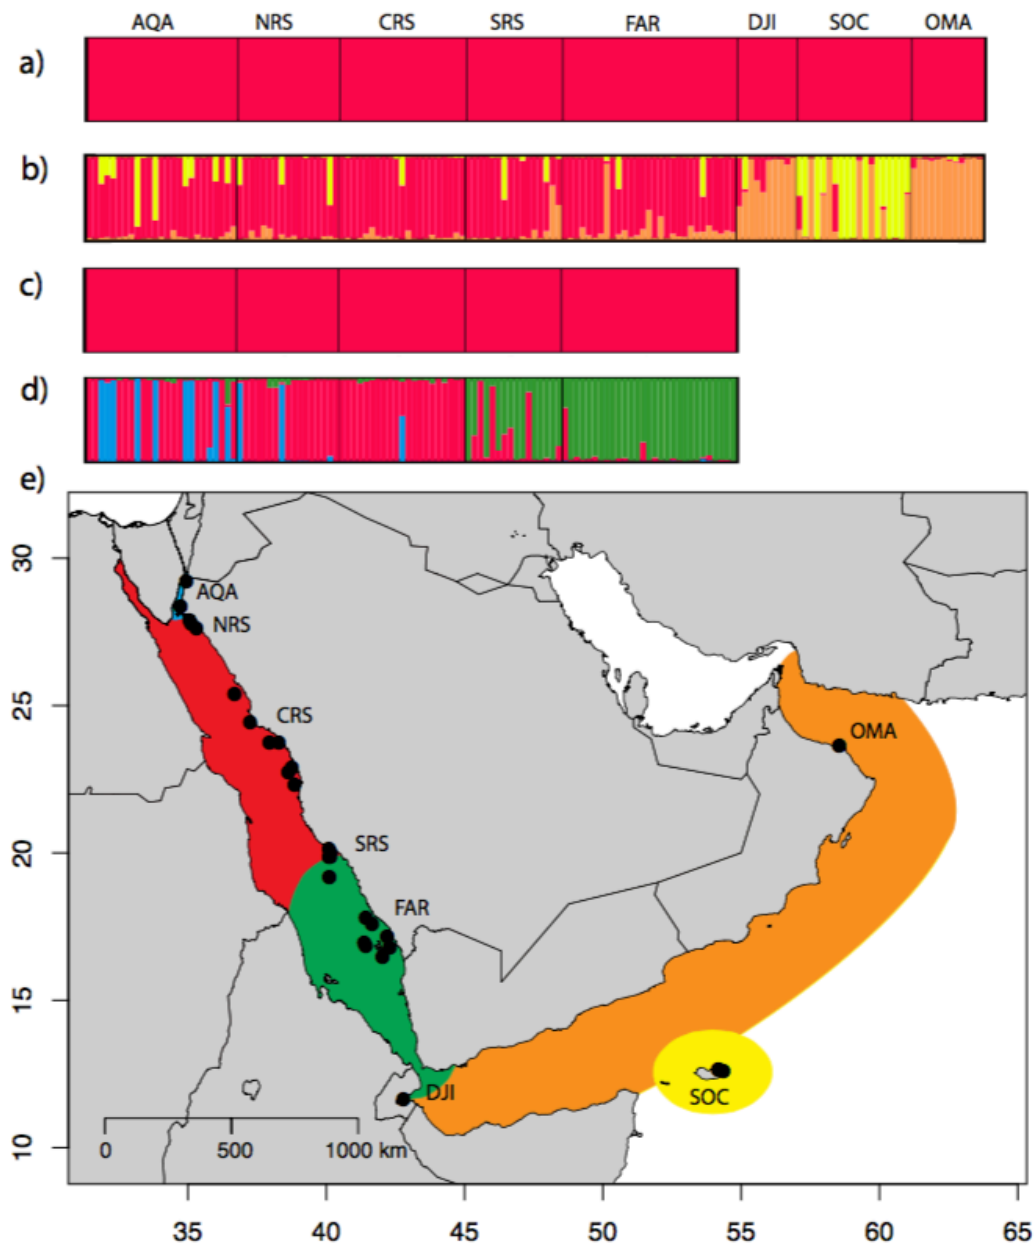 AQA NRS CRS SRS FAR DJI SOC OMA
a)
b)
c)
d)
e)
30
AQA
NRS
25
CRS
OMA
20
SRS
FAR
15
DJI
SOC
10
0 500 1000 km
35 40 45 50 55 60 65